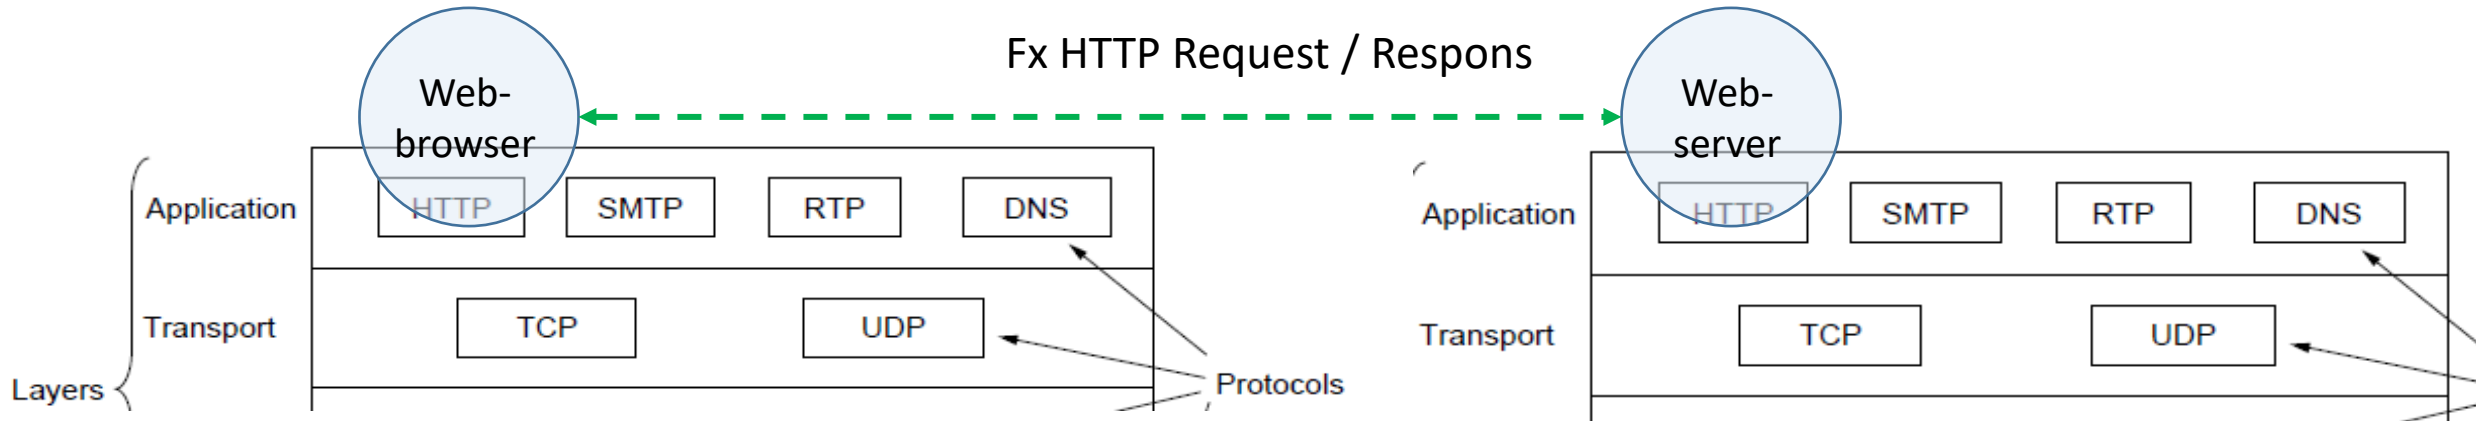 Fx HTTP Request / Respons
Web-
browser
Web-
server
Application
HTTP
SMTP
RTP
DNS
Transport
TCP
UDP
Layers
Protocols
Application
HTTP
SMTP
RTP
DNS
Transport
TCP
UDP